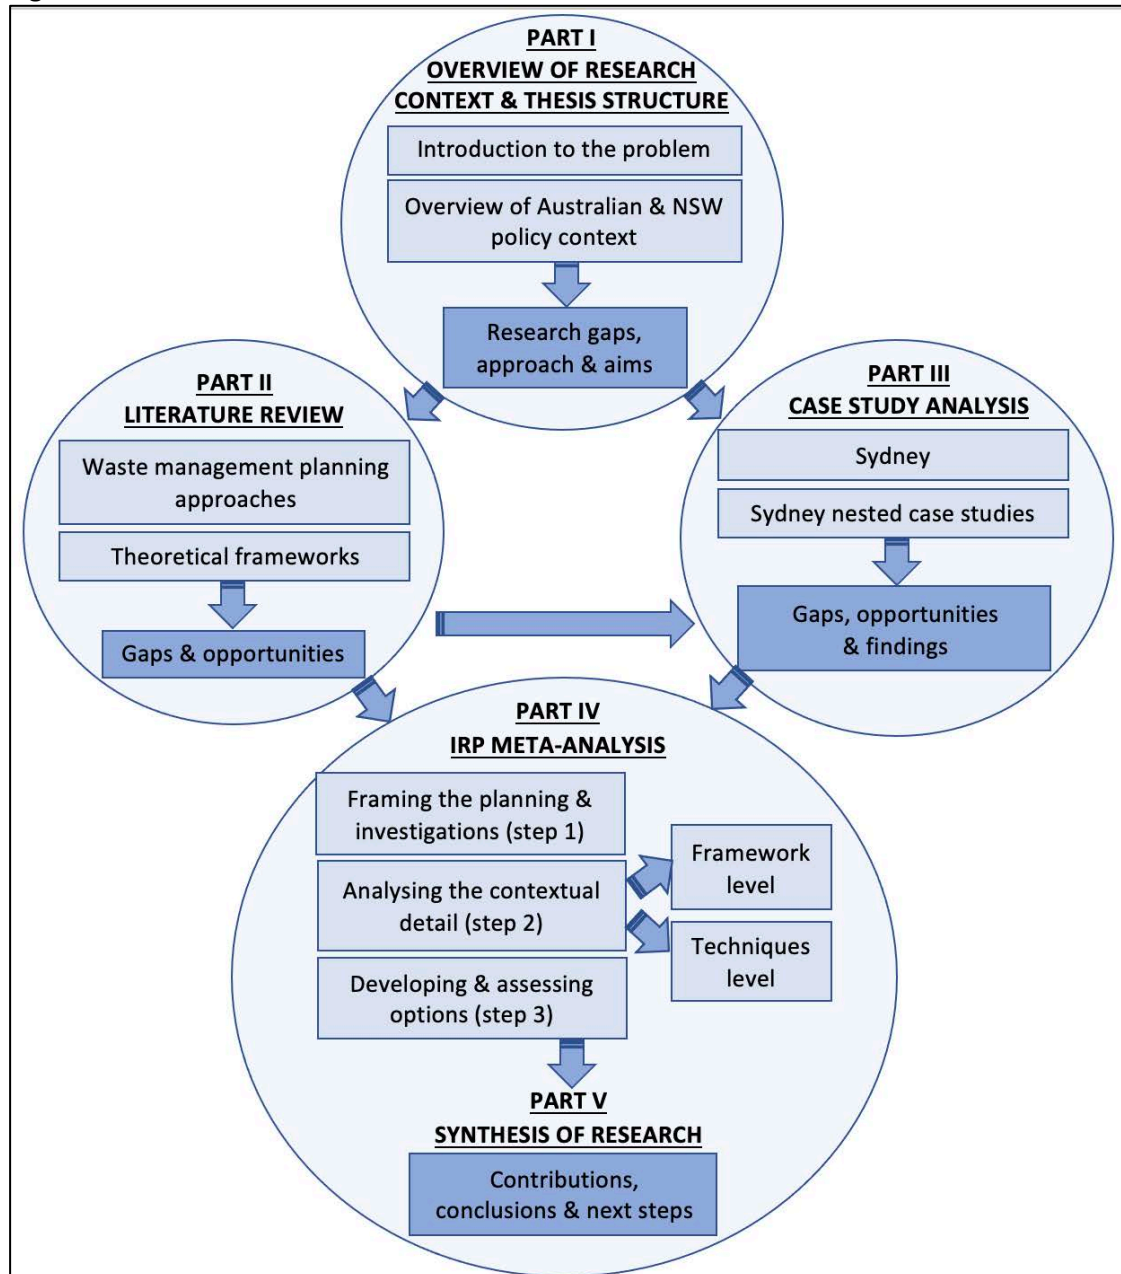 PART I
OVERVIEW OF RESEARCH
CONTEXT & THESIS STRUCTURE
Introduction to the problem
Overview of Australian & NSW
policy context
Research gaps,
approach & aims
PART II
LITERATURE REVIEW
Waste management planning
approaches
Theoretical frameworks
Gaps & opportunities
PART III
CASE STUDY ANALYSIS
Sydney
Sydney nested case studies
Gaps, opportunities
& findings
PART IV
IRP META-ANALYSIS
Framing the planning &
investigations (step 1)
Analysing the contextual
detail (step 2)
Developing & assessing
options (step 3)
Framework
level
Techniques
level
PART V
SYNTHESIS OF RESEARCH
Contributions,
conclusions & next steps